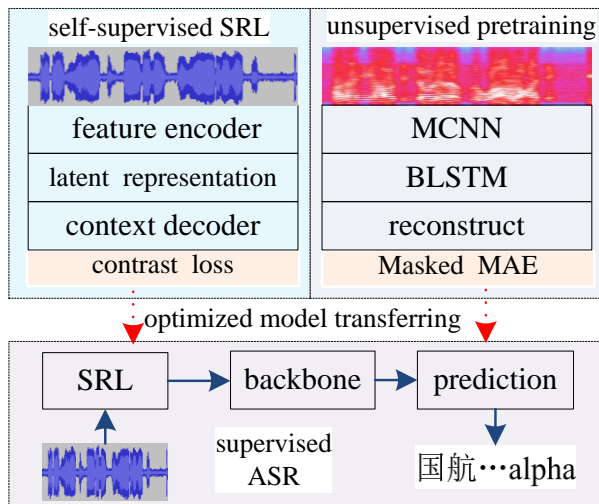 self-supervised SRL
feature encoder
latent representation
context decoder
contrast loss
unsupervised pretraining
MCNN
BLSTM
reconstruct
Masked MAE
optimized model transferring
SRL
backbone
prediction
supervised
ASR
国航…alpha